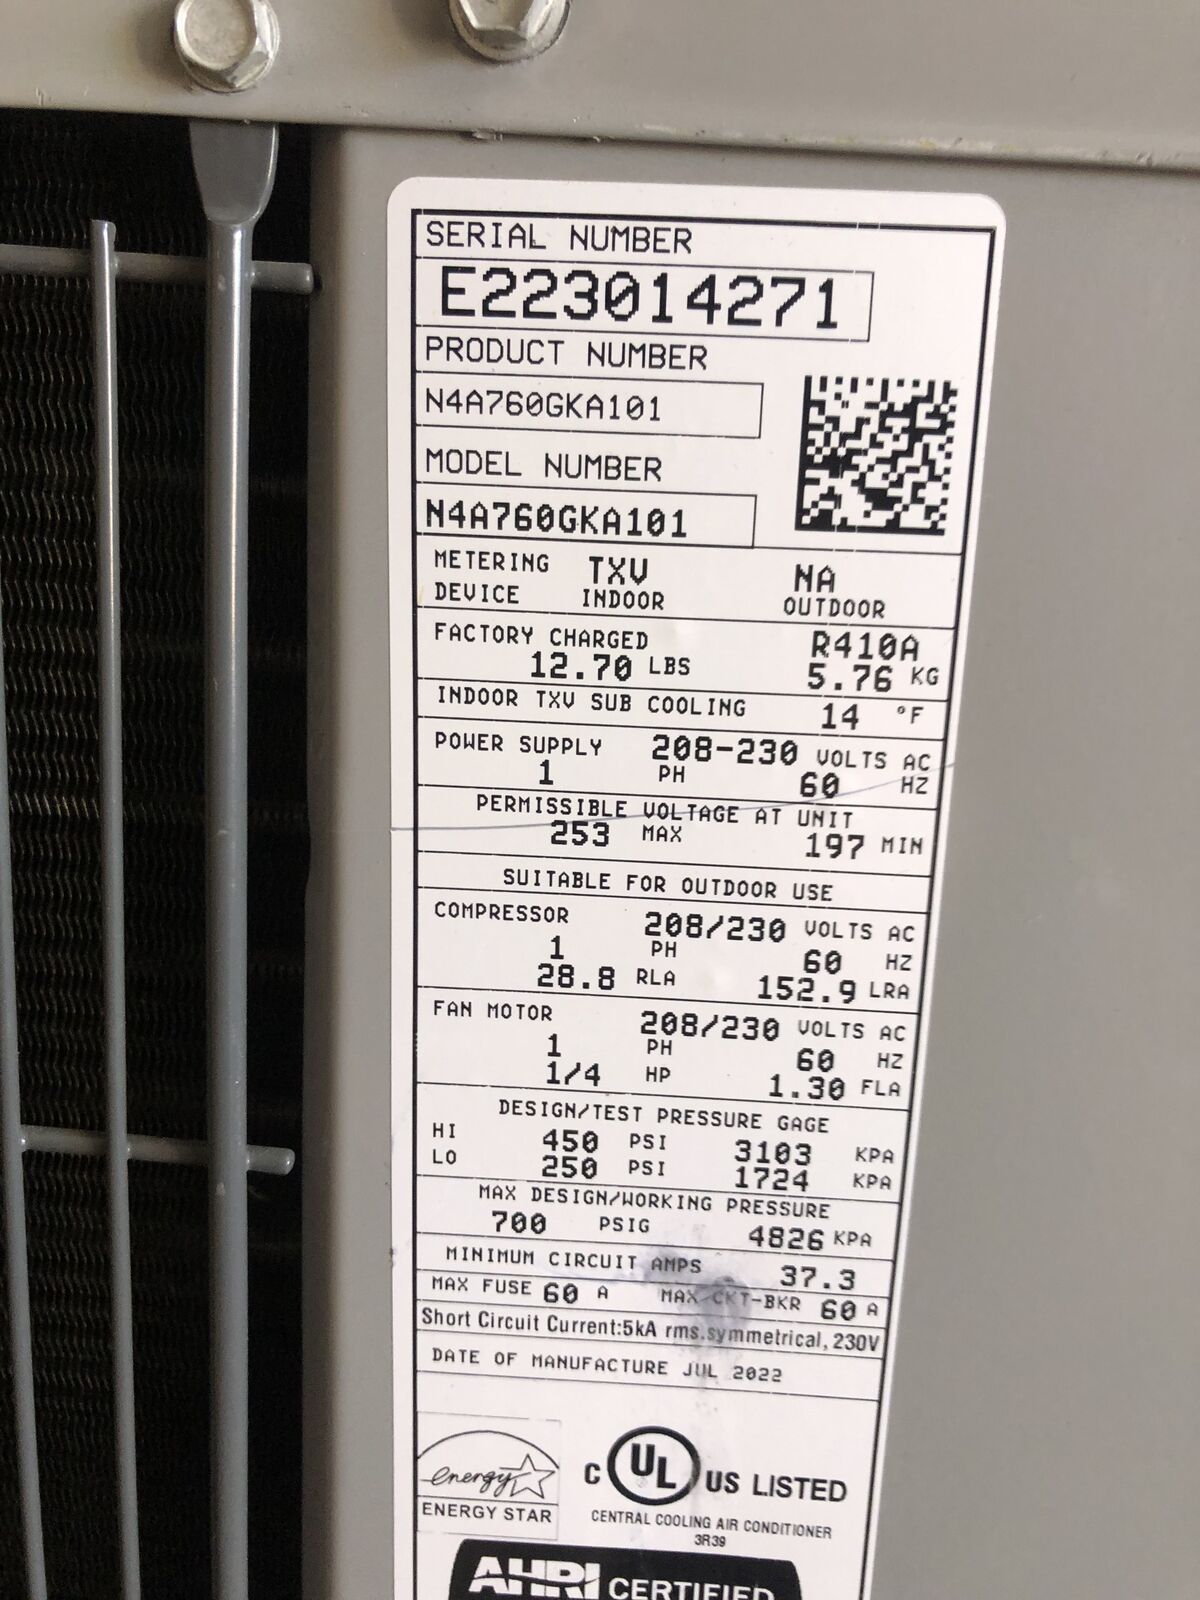 SERIAL NUMBER
E223014271
PRODUCT NUMBER
N4A760GKA101
MODEL NUMBER
N4A760GKA101
METERING DEVICE TXV INDOOR NA OUTDOOR
FACTORY CHARGED R410A
12.70 LBS 5.76 KG
INDOOR TXV SUB COOLING 14 °F
POWER SUPPLY 208-230 VOLTS AC
1 PH 60 HZ
PERMISSIBLE VOLTAGE AT UNIT
253 MAX 197 MIN
SUITABLE FOR OUTDOOR USE
COMPRESSOR 208/230 VOLTS AC
1 PH 60 HZ
28.8 RLA 152.9 LRA
FAN MOTOR 208/230 VOLTS AC
1 PH 60 HZ
1/4 HP 1.30 FLA
DESIGN/TEST PRESSURE GAGE
HI 450 PSI 3103 KPA
LO 250 PSI 1724 KPA
MAX DESIGN/WORKING PRESSURE
700 PSIG 4826 KPA
MINIMUM CIRCUIT AMPS 37.3
MAX FUSE 60 A MAX CKT-BKR 60 A
Short Circuit Current:5kA rms.symmetrical, 230V
DATE OF MANUFACTURE JUL 2022
energy
ENERGY STAR
C UL US LISTED
CENTRAL COOLING AIR CONDITIONER
3R39
AHRI CERTIFIED